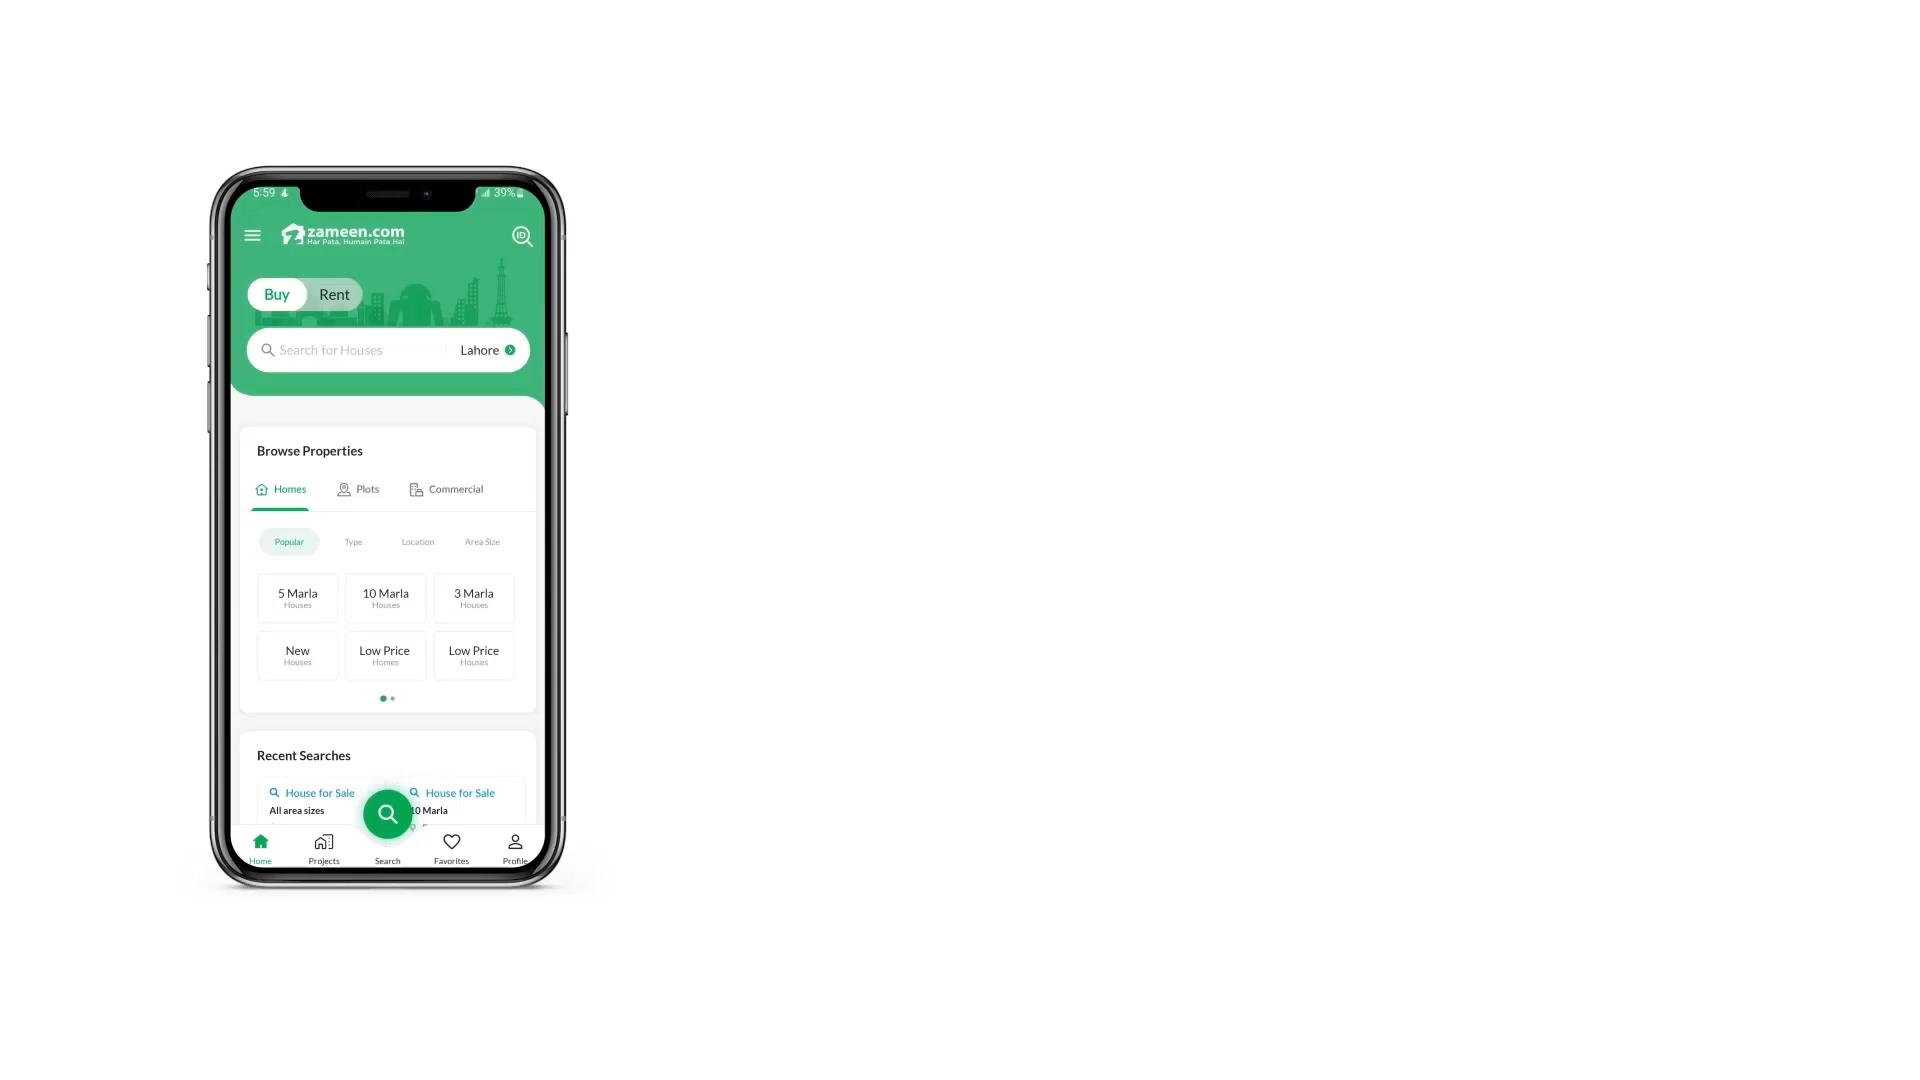 5:59
39%
zameen.com
Har Pata, Humain Pata Hai
ID
Buy
Rent
Search for Houses
Lahore
Browse Properties
Homes
Plots
Commercial
Popular
Type
Location
Area Size
5 Marla
Houses
10 Marla
Houses
3 Marla
Houses
New
Houses
Low Price
Homes
Low Price
Houses
Recent Searches
House for Sale
All area sizes
House for Sale
10 Marla
Home
Projects
Search
Favorites
Profile